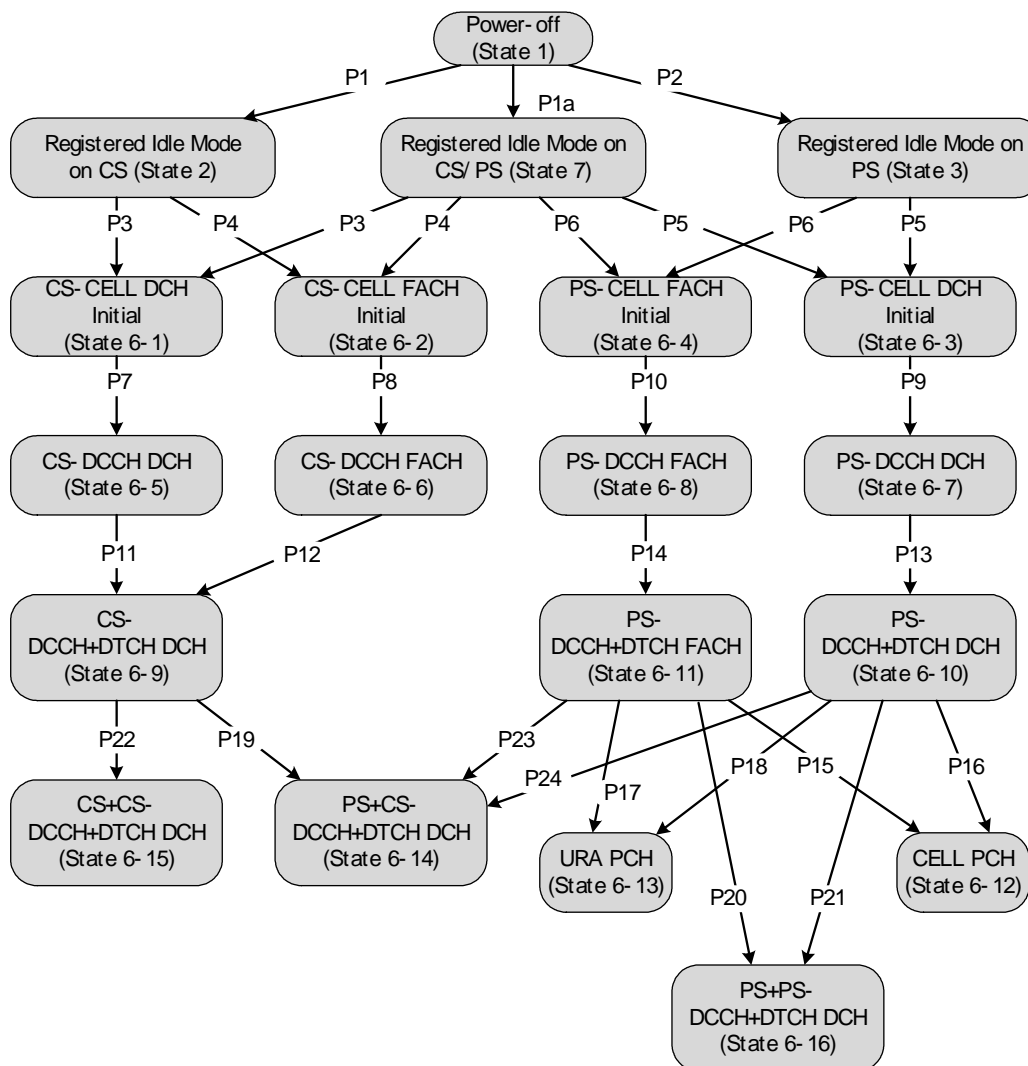 Power- off
(State 1)
P1
P1a
P2
Registered Idle Mode
on CS (State 2)
Registered Idle Mode on
CS/ PS (State 7)
Registered Idle Mode on
PS (State 3)
P3
P4
P3
P4
P6
P5
P6
P5
CS- CELL DCH
Initial
(State 6- 1)
CS- CELL FACH
Initial
(State 6- 2)
PS- CELL FACH
Initial
(State 6- 4)
PS- CELL DCH
Initial
(State 6- 3)
P7
P8
P10
P9
CS- DCCH DCH
(State 6- 5)
CS- DCCH FACH
(State 6- 6)
PS- DCCH FACH
(State 6- 8)
PS- DCCH DCH
(State 6- 7)
P11
P12
P14
P13
CS-
DCCH+DTCH DCH
(State 6- 9)
PS-
DCCH+DTCH FACH
(State 6- 11)
PS-
DCCH+DTCH DCH
(State 6- 10)
P22
P19
P23
P24
P17
P18
P15
P16
CS+CS-
DCCH+DTCH DCH
(State 6- 15)
PS+CS-
DCCH+DTCH DCH
(State 6- 14)
URA PCH
(State 6- 13)
CELL PCH
(State 6- 12)
P20
P21
PS+PS-
DCCH+DTCH DCH
(State 6- 16)